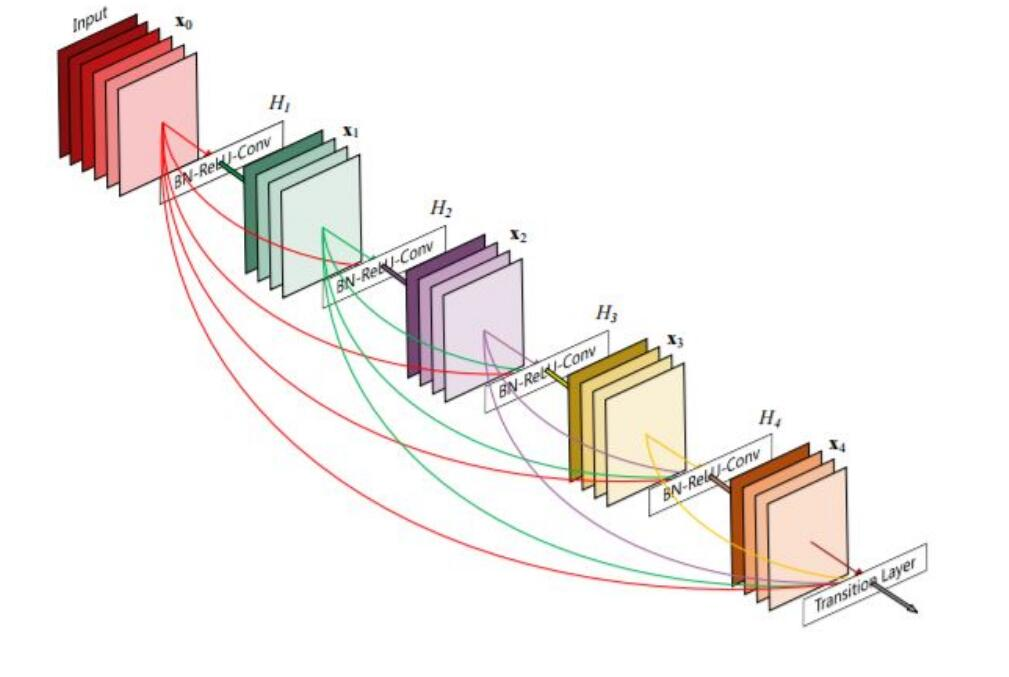 Input
x0
H1
BN-ReLU-Conv
x1
H2
BN-ReLU-Conv
x2
H3
BN-ReLU-Conv
x3
H4
BN-ReLU-Conv
x4
Transition Layer